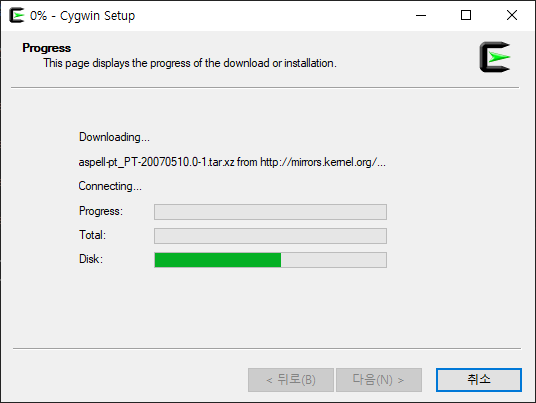 0% - Cygwin Setup
Progress
This page displays the progress of the download or installation.
Downloading...
aspell-pt_PT-20070510.0-1.tar.xz from http://mirrors.kernel.org/...
Connecting...
Progress:
Total:
Disk:
< 뒤로(B)
다음(N) >
취소